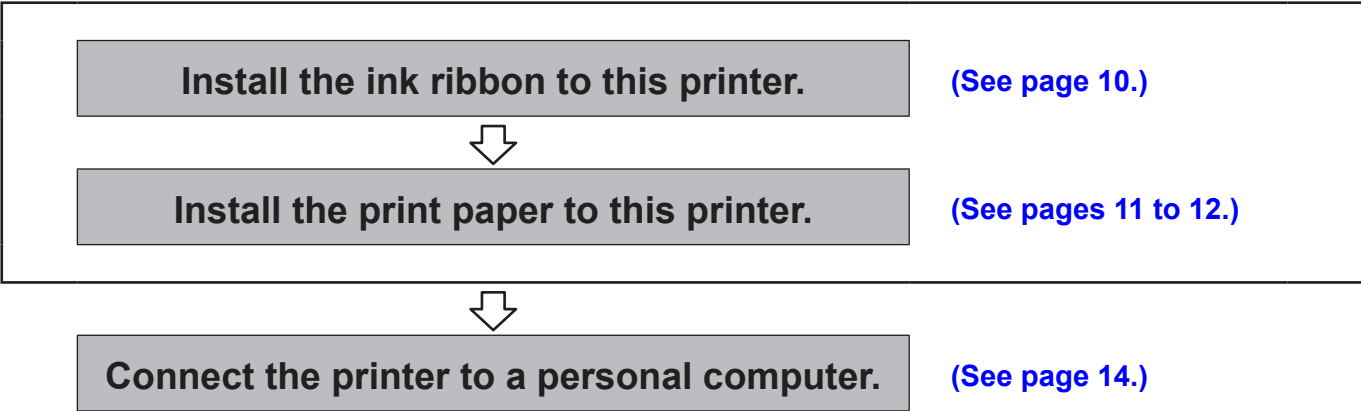 Install the ink ribbon to this printer. (See page 10.)
Install the print paper to this printer. (See pages 11 to 12.)
Connect the printer to a personal computer. (See page 14.)